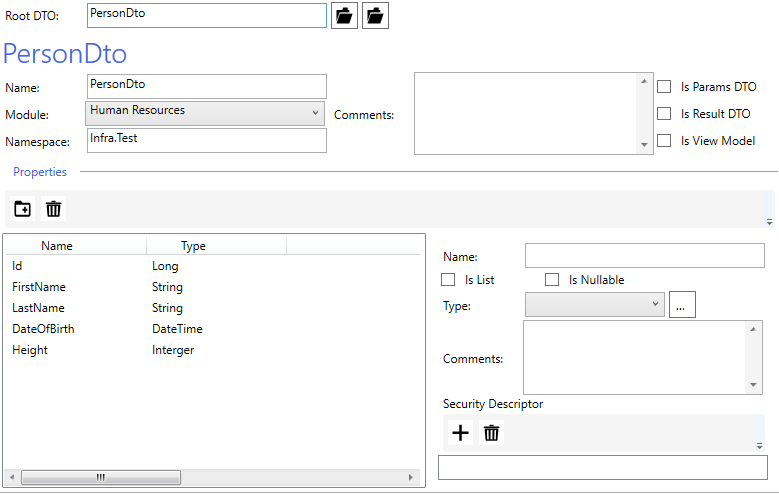 Root DTO: PersonDto
PersonDto
Name: PersonDto
Is Params DTO
Module: Human Resources Comments: Is Result DTO
Namespace: Infra.Test Is View Model
Properties
Name Type
Id Long
FirstName String
LastName String
DateOfBirth DateTime
Height Interger
Name:
Is List Is Nullable
Type: ...
Comments:
Security Descriptor